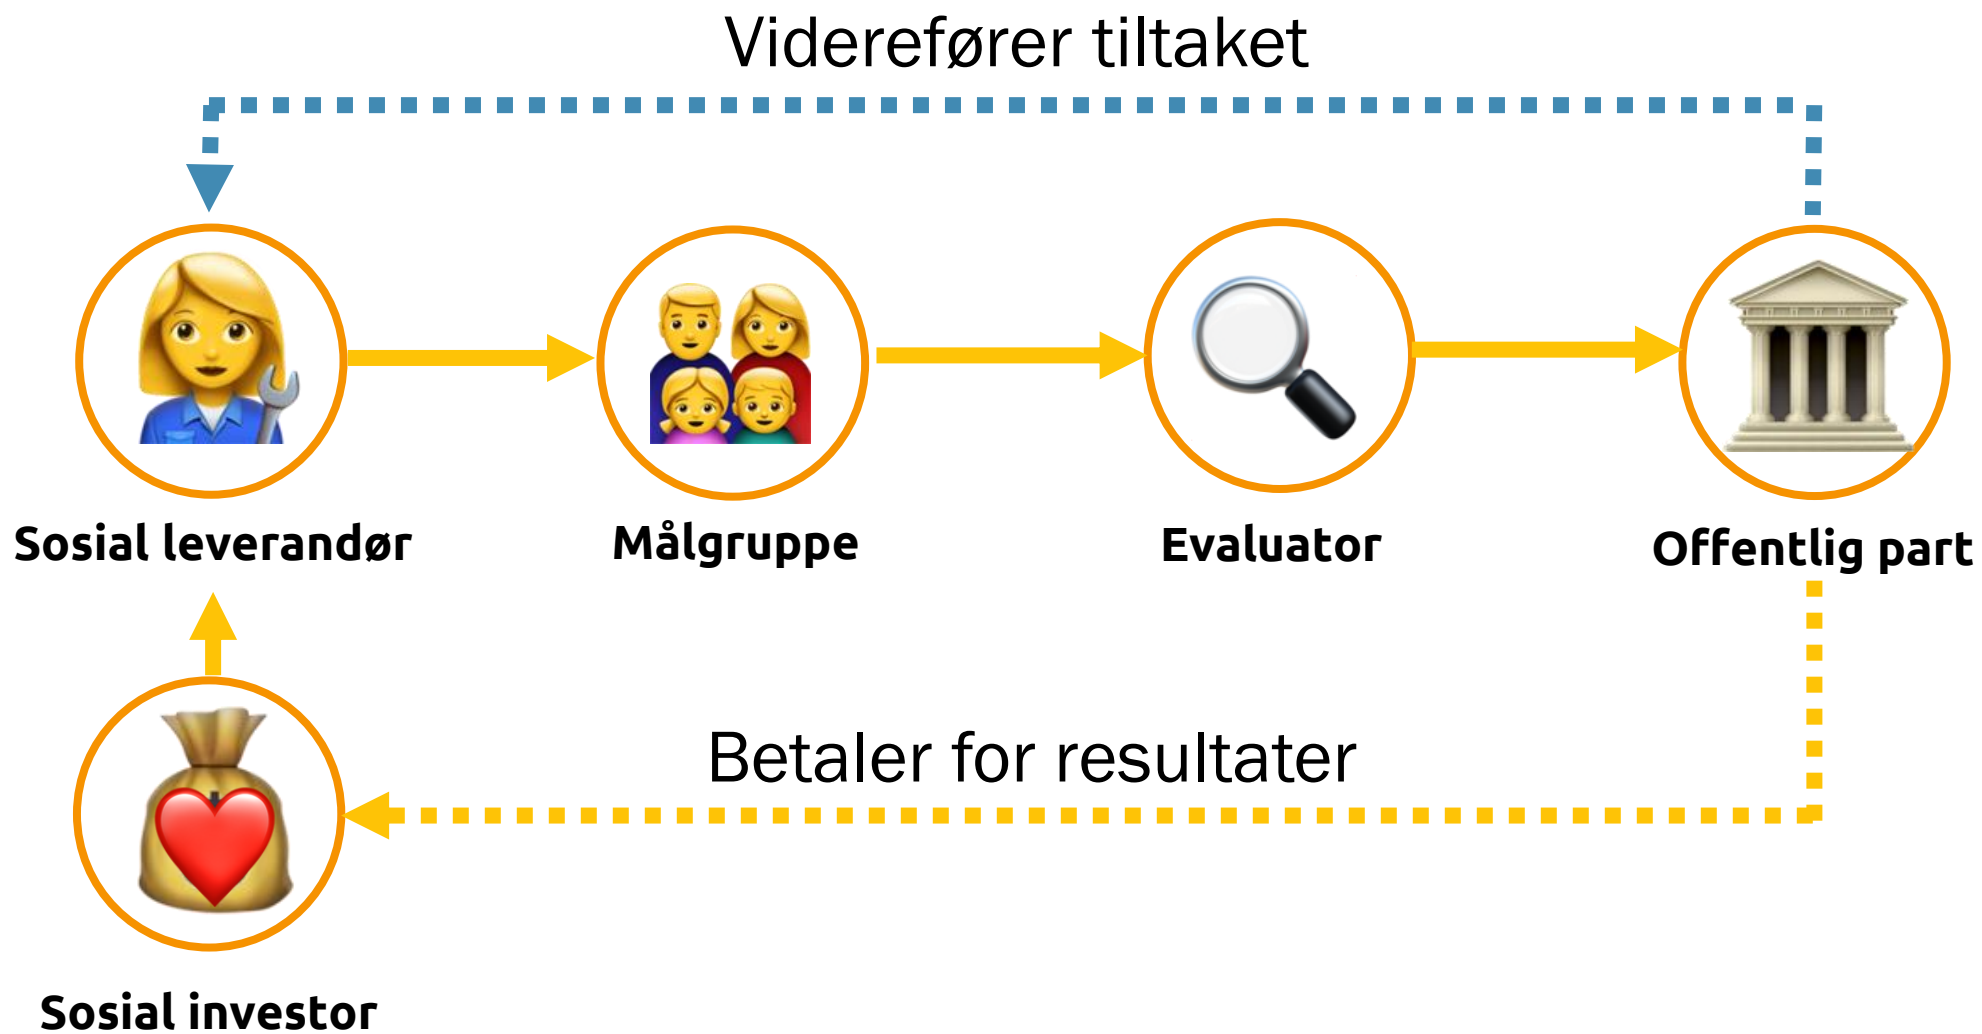 Viderefører tiltaket
Sosial leverandør
Målgruppe
Evaluator
Offentlig part
Betaler for resultater
Sosial investor